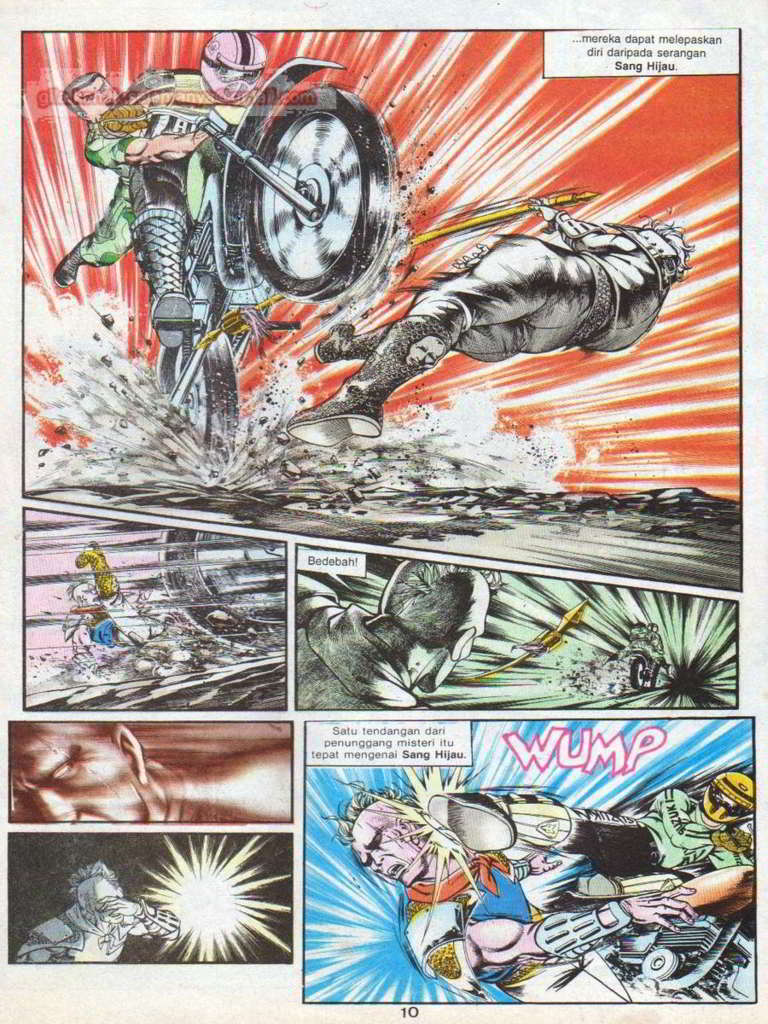 ...mereka dapat melepaskan
diri daripada serangan
Sang Hijau.
Bedebah!
Satu tendangan dari
penunggang misteri itu
tepat mengenai Sang Hijau.
WUMP
SUZUKI
10